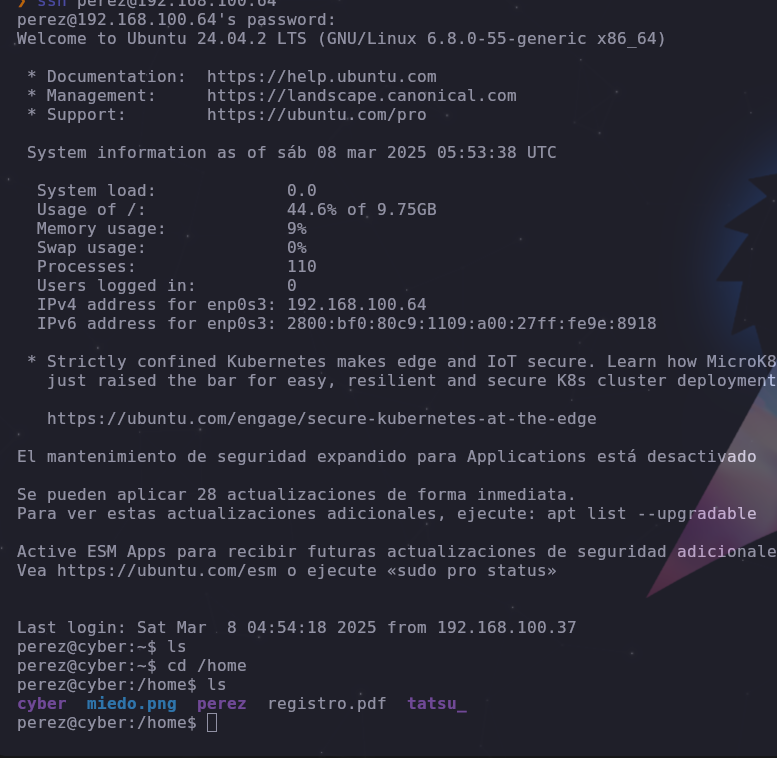 ❯ ssh perez@192.168.100.64
perez@192.168.100.64's password:
Welcome to Ubuntu 24.04.2 LTS (GNU/Linux 6.8.0-55-generic x86_64)
* Documentation:  https://help.ubuntu.com
* Management:     https://landscape.canonical.com
* Support:        https://ubuntu.com/pro
System information as of sáb 08 mar 2025 05:53:38 UTC
System load:             0.0
Usage of /:              44.6% of 9.75GB
Memory usage:            9%
Swap usage:              0%
Processes:               110
Users logged in:         0
IPv4 address for enp0s3: 192.168.100.64
IPv6 address for enp0s3: 2800:bf0:80c9:1109:a00:27ff:fe9e:8918
* Strictly confined Kubernetes makes edge and IoT secure. Learn how MicroK8
just raised the bar for easy, resilient and secure K8s cluster deployment
https://ubuntu.com/engage/secure-kubernetes-at-the-edge
El mantenimiento de seguridad expandido para Applications está desactivado
Se pueden aplicar 28 actualizaciones de forma inmediata.
Para ver estas actualizaciones adicionales, ejecute: apt list --upgradable
Active ESM Apps para recibir futuras actualizaciones de seguridad adicionale
Vea https://ubuntu.com/esm o ejecute «sudo pro status»
Last login: Sat Mar  8 04:54:18 2025 from 192.168.100.37
perez@cyber:~$ ls
perez@cyber:~$ cd /home
perez@cyber:/home$ ls
cyber  miedo.png  perez  registro.pdf  tatsu_
perez@cyber:/home$